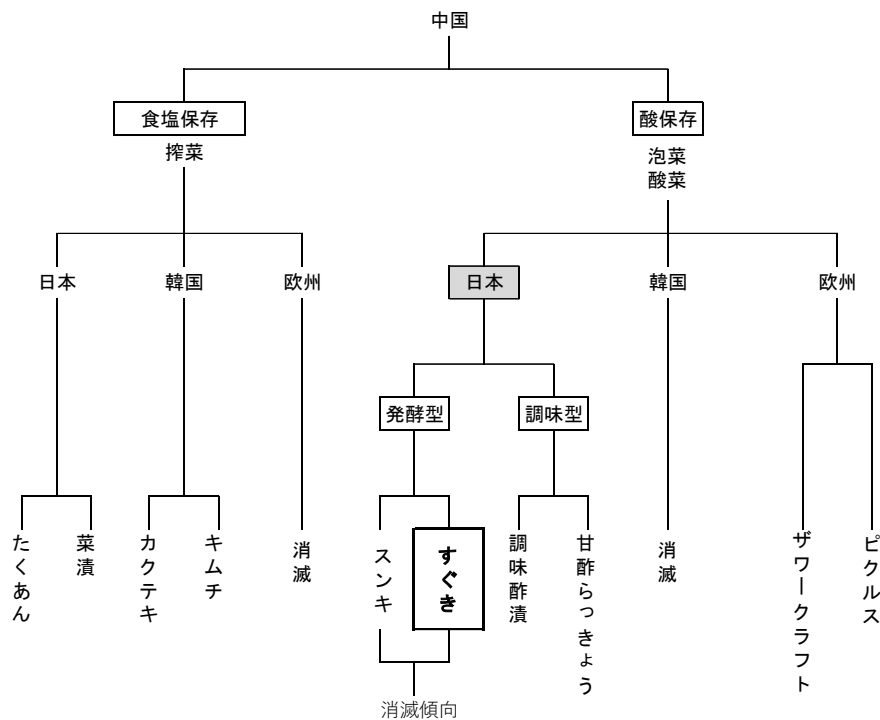 中国
食塩保存
酸保存
搾菜
泡菜
酸菜
日本
韓国
欧州
日本
韓国
欧州
発酵型
調味型
たくあん
菜漬
カクテキ
キムチ
消滅
スンキ
すぐき
調味酢漬
甘酢らっきょう
消滅
ザワークラフト
ピクルス
消滅傾向